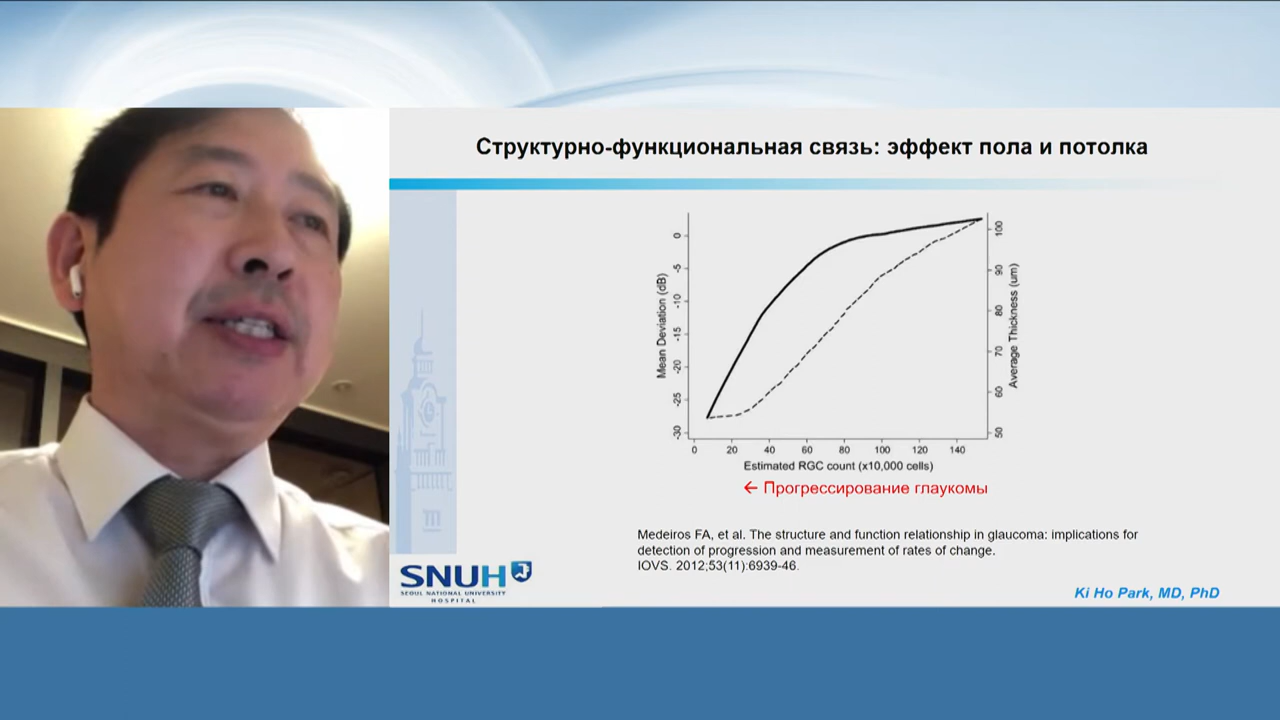 Структурно-функциональная связь: эффект пола и потолка
Mean Deviation (dB)
0
-5
-10
-15
-20
-25
-30
100
90
80
70
60
50
Average Thickness (um)
0 20 40 60 80 100 120 140
Estimated RGC count (x10,000 cells)
← Прогрессирование глаукомы
Medeiros FA, et al. The structure and function relationship in glaucoma: implications for
detection of progression and measurement of rates of change.
IOVS. 2012;53(11):6939-46.
SNUH
SEOUL NATIONAL UNIVERSITY
HOSPITAL
Ki Ho Park, MD, PhD